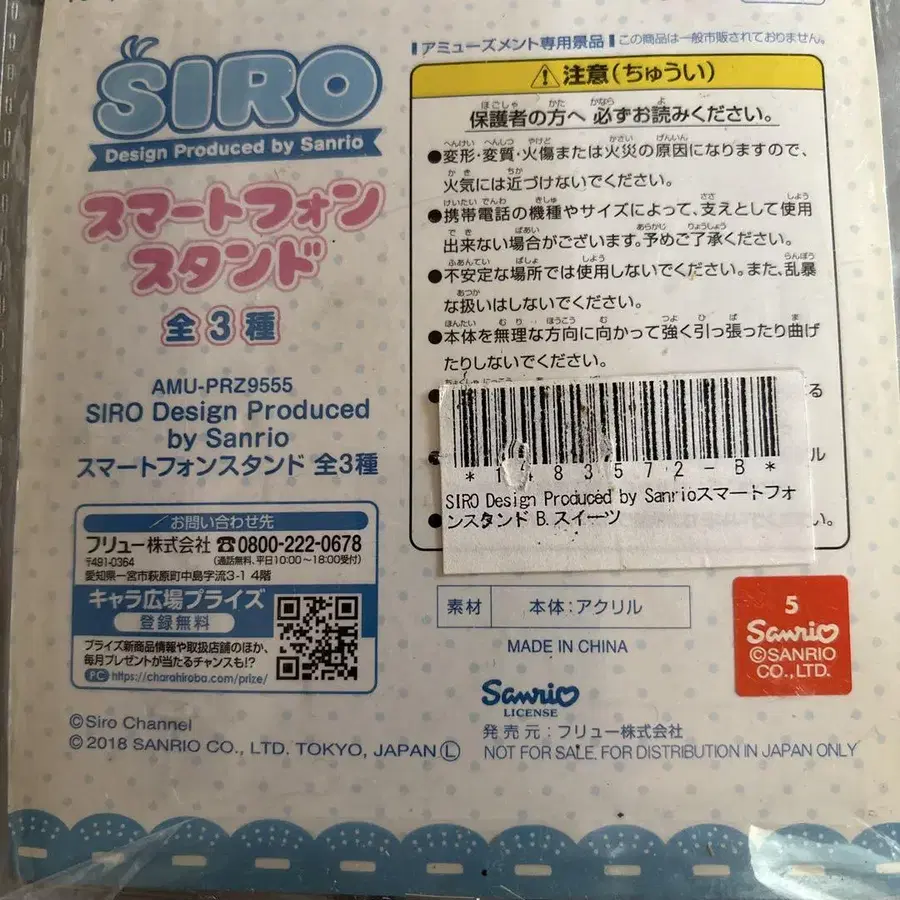 SIRO
Design Produced by Sanrio
スマートフォン
スタンド
全3種
AMU-PRZ9555
SIRO Design Produced
by Sanrio
スマートフォンスタンド 全3種
お問い合わせ先
フリュー株式会社 ☎0800-222-0678
〒481-0364 (通話無料、平日10:00〜18:00受付)
愛知県一宮市萩原町中島字流3-1 4階
キャラ広場プライズ
登録無料
プライズ新商品情報や取扱店舗のほか、
毎月プレゼントが当たるチャンスも!?
PC https://charahiroba.com/prize/
©Siro Channel
©2018 SANRIO CO., LTD. TOKYO, JAPAN Ⓛ
アミューズメント専用景品 この商品は一般市販されておりません。
⚠注意(ちゅうい)
保護者の方へ 必ずお読みください。
●変形・変質・火傷または火災の原因になりますので、
火気には近づけないでください。
●携帯電話の機種やサイズによって、支えとして使用
出来ない場合がございます。予めご了承ください。
●不安定な場所では使用しないでください。また、乱暴
な扱いはしないでください。
●本体を無理な方向に向かって強く引っ張ったり曲げ
たりしないでください。
る
ル
い。
*1483572-B*
SIRO Design Produced by Sanrioスマートフォ
ンスタンド B.スイーツ
素材 本体:アクリル
MADE IN CHINA
5
Sanrio
©SANRIO
CO., LTD.
Sanrio
LICENSE
発売元:フリュー株式会社
NOT FOR SALE. FOR DISTRIBUTION IN JAPAN ONLY